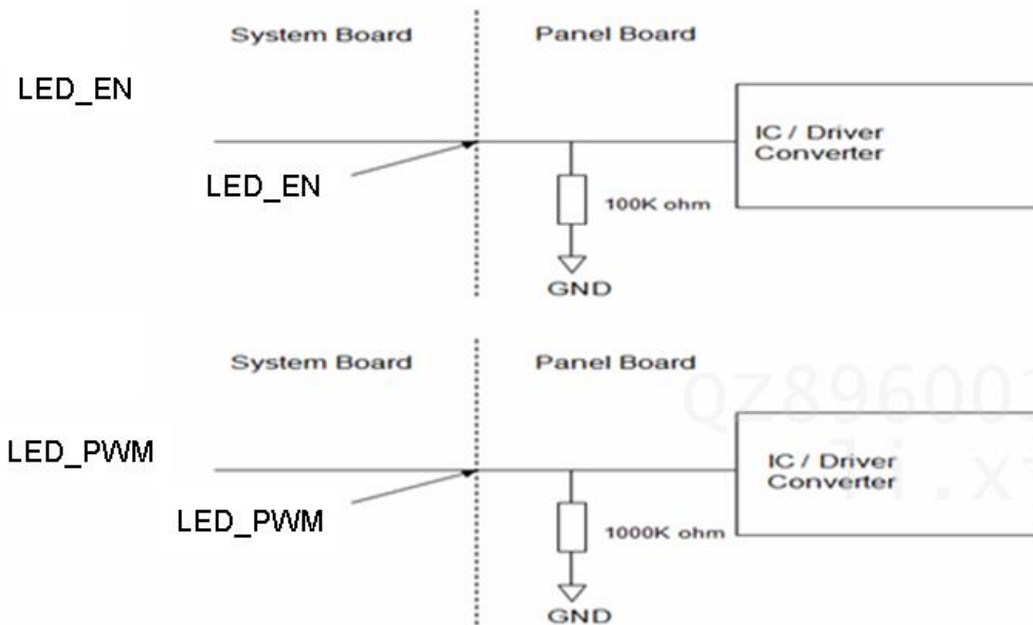 System Board Panel Board
LED_EN
IC / Driver
Converter
LED_EN
100K ohm
GND
System Board Panel Board
LED_PWM
IC / Driver
Converter
LED_PWM
1000K ohm
GND